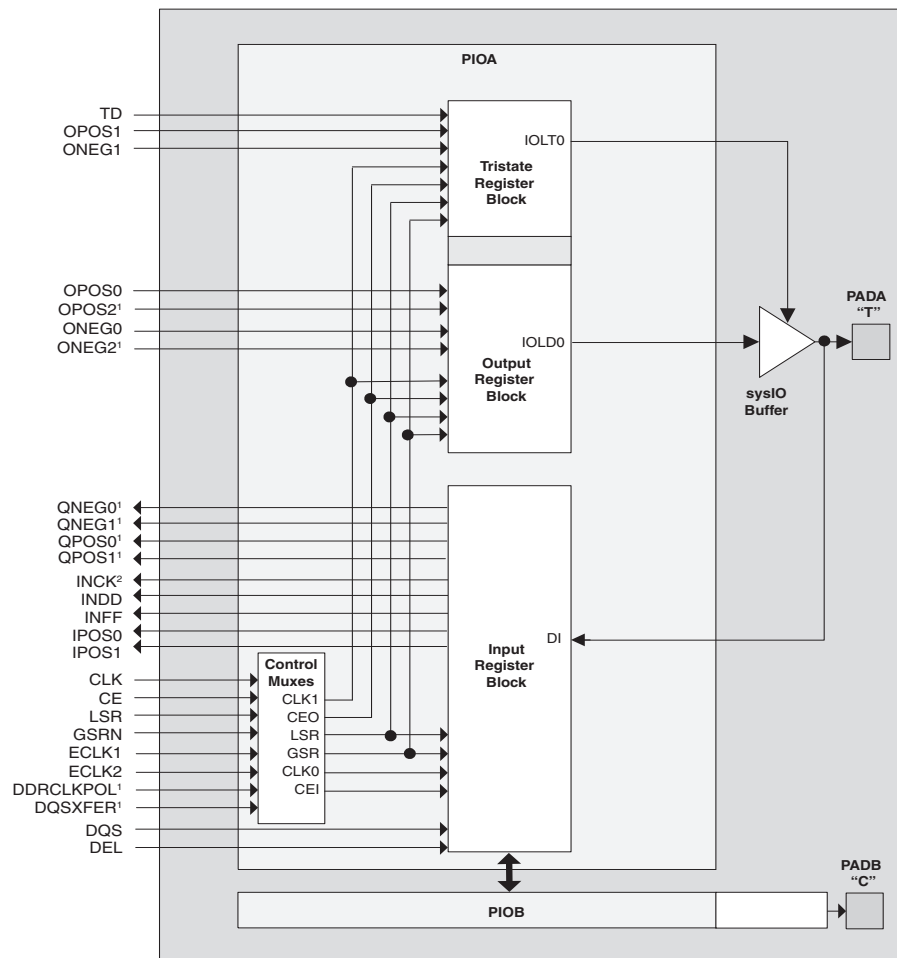 PIOA
TD
OPOS1
ONEG1
IOLT0
Tristate
Register
Block
OPOS0
OPOS2¹
ONEG0
ONEG2¹
IOLD0
Output
Register
Block
PADA
“T”
sysIO
Buffer
QNEG0¹
QNEG1¹
QPOS0¹
QPOS1¹
INCK²
INDD
INFF
IPOS0
IPOS1
DI
Input
Register
Block
CLK
CE
LSR
GSRN
ECLK1
ECLK2
DDRCLKPOL¹
DQSXFER¹
DQS
DEL
Control
Muxes
CLK1
CEO
LSR
GSR
CLK0
CEI
PADB
“C”
PIOB